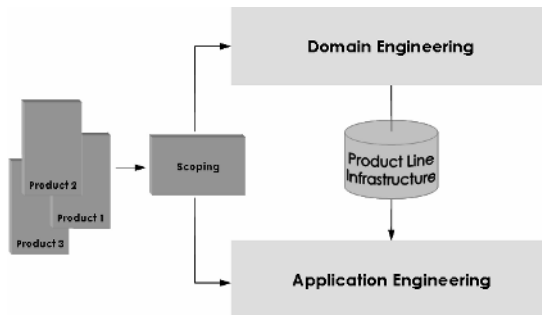 Domain Engineering
Product 2
Product 1
Product 3
Scoping
Product Line
Infrastructure
Application Engineering